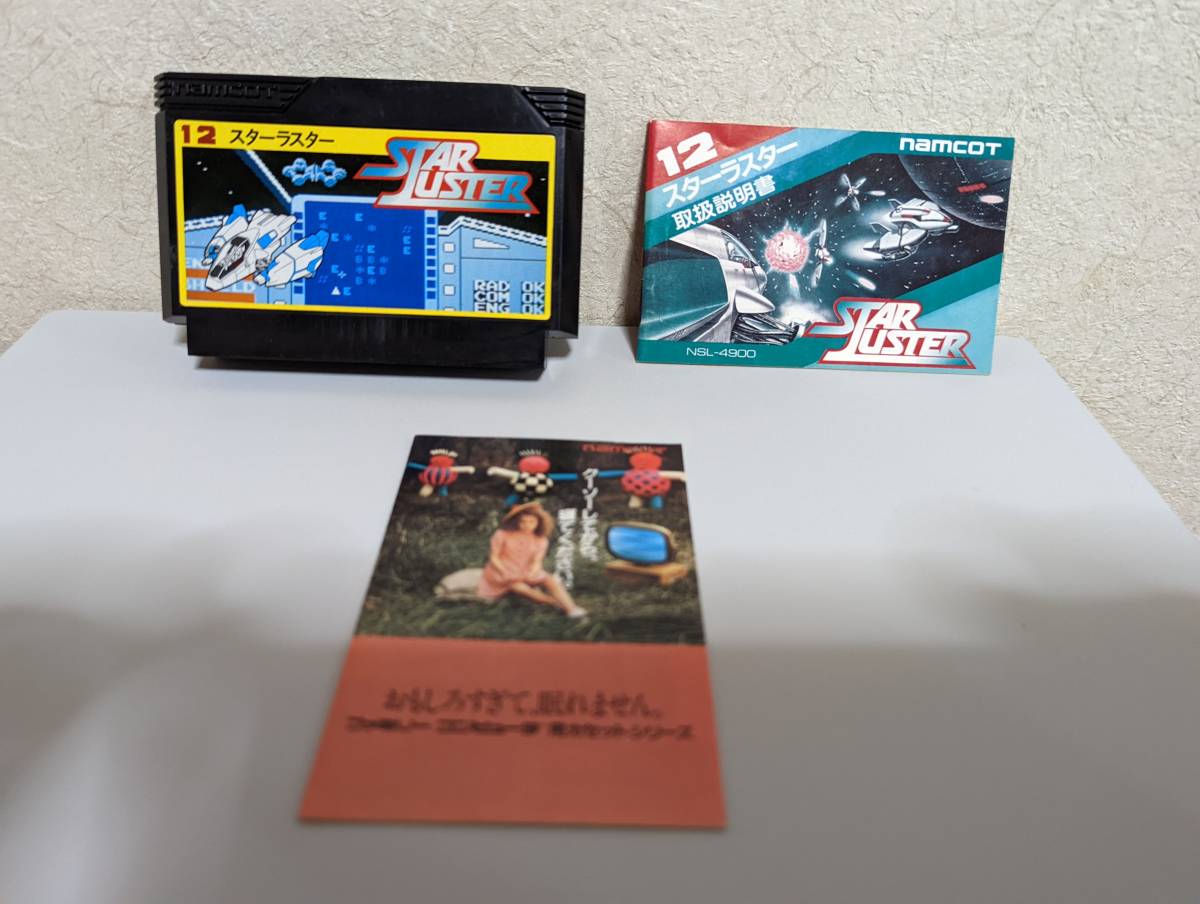 namcot
12 スターラスター
STAR LUSTER
RAD OK
COM OK
ENG OK
12
スターラスター
取扱説明書
namcot
STAR LUSTER
NSL-4900
おもしろすぎて、眠れません。